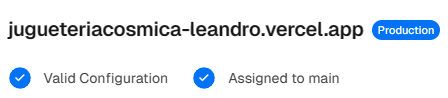 jugueteriacosmica-leandro.vercel.app Production
Valid Configuration Assigned to main